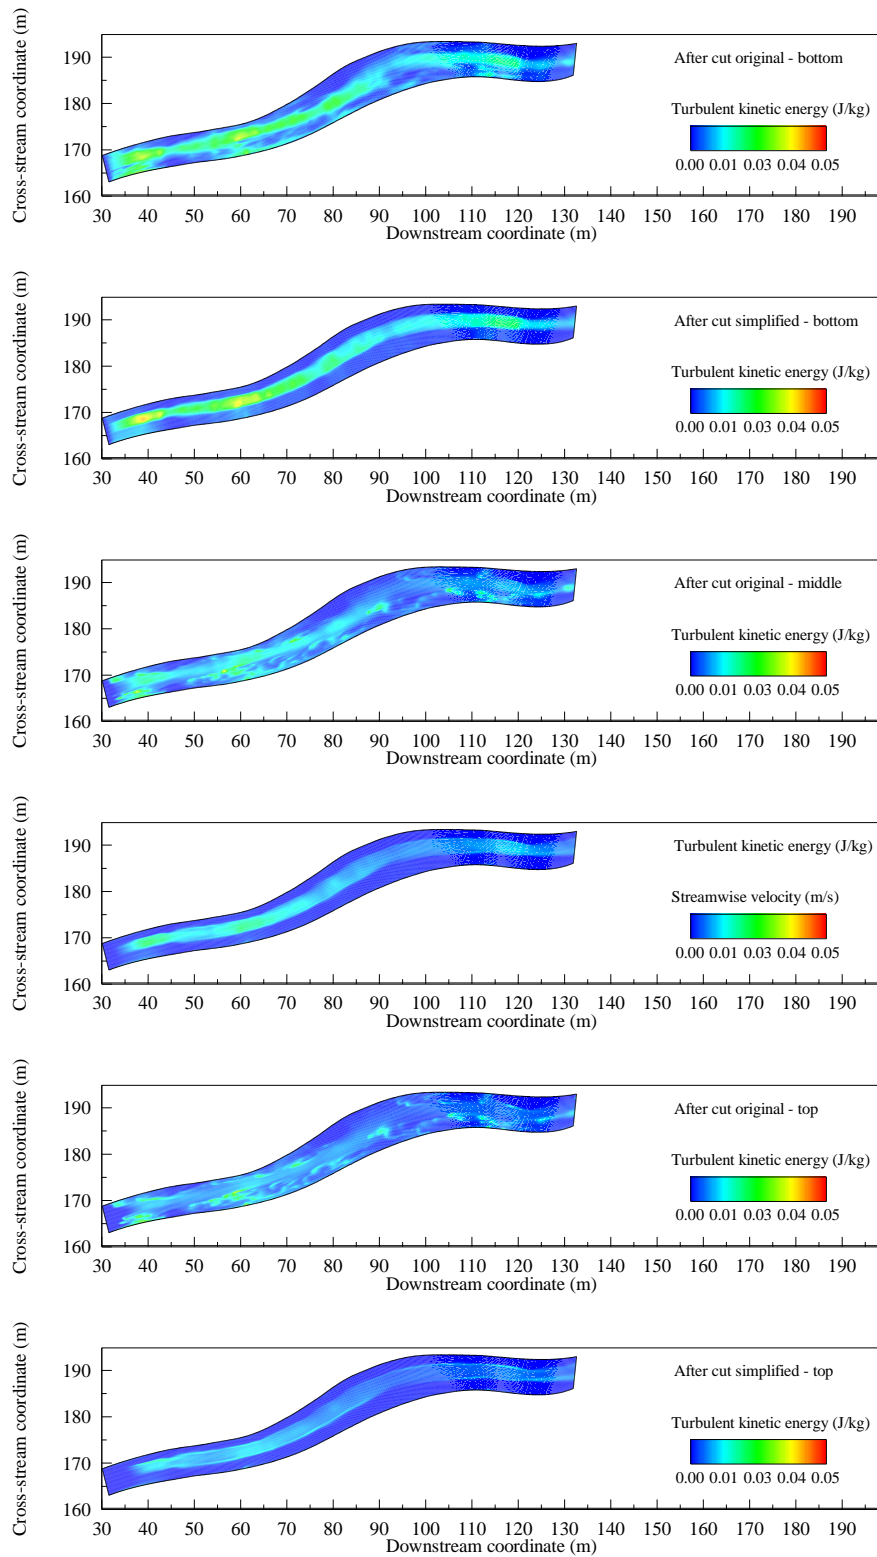 Cross-stream coordinate (m)
190
180
170
160
After cut original - bottom
Turbulent kinetic energy (J/kg)
0.00 0.01 0.03 0.04 0.05
30 40 50 60 70 80 90 100 110 120 130 140 150 160 170 180 190
Downstream coordinate (m)
Cross-stream coordinate (m)
190
180
170
160
After cut simplified - bottom
Turbulent kinetic energy (J/kg)
0.00 0.01 0.03 0.04 0.05
30 40 50 60 70 80 90 100 110 120 130 140 150 160 170 180 190
Downstream coordinate (m)
Cross-stream coordinate (m)
190
180
170
160
After cut original - middle
Turbulent kinetic energy (J/kg)
0.00 0.01 0.03 0.04 0.05
30 40 50 60 70 80 90 100 110 120 130 140 150 160 170 180 190
Downstream coordinate (m)
Cross-stream coordinate (m)
190
180
170
160
Turbulent kinetic energy (J/kg)
Streamwise velocity (m/s)
0.00 0.01 0.03 0.04 0.05
30 40 50 60 70 80 90 100 110 120 130 140 150 160 170 180 190
Downstream coordinate (m)
Cross-stream coordinate (m)
190
180
170
160
After cut original - top
Turbulent kinetic energy (J/kg)
0.00 0.01 0.03 0.04 0.05
30 40 50 60 70 80 90 100 110 120 130 140 150 160 170 180 190
Downstream coordinate (m)
Cross-stream coordinate (m)
190
180
170
160
After cut simplified - top
Turbulent kinetic energy (J/kg)
0.00 0.01 0.03 0.04 0.05
30 40 50 60 70 80 90 100 110 120 130 140 150 160 170 180 190
Downstream coordinate (m)